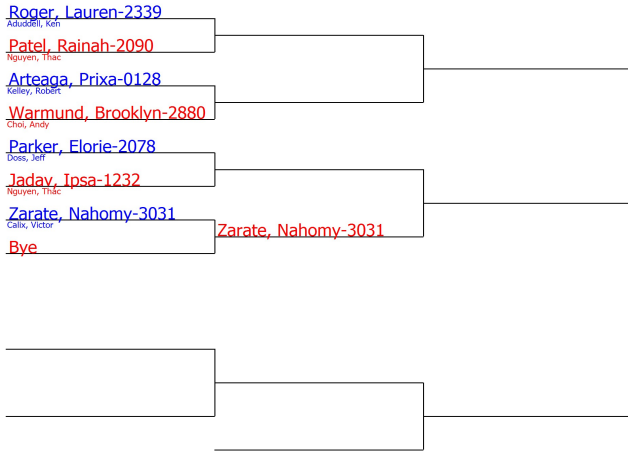 Roger, Lauren-2339
Aduddell, Ken
Patel, Rainah-2090
Nguyen, Thac
Arteaga, Prixa-0128
Kelley, Robert
Warmund, Brooklyn-2880
Choi, Andy
Parker, Elorie-2078
Doss, Jeff
Jadav, Ipsa-1232
Nguyen, Thac
Zarate, Nahomy-3031
Calix, Victor
Zarate, Nahomy-3031
Bye